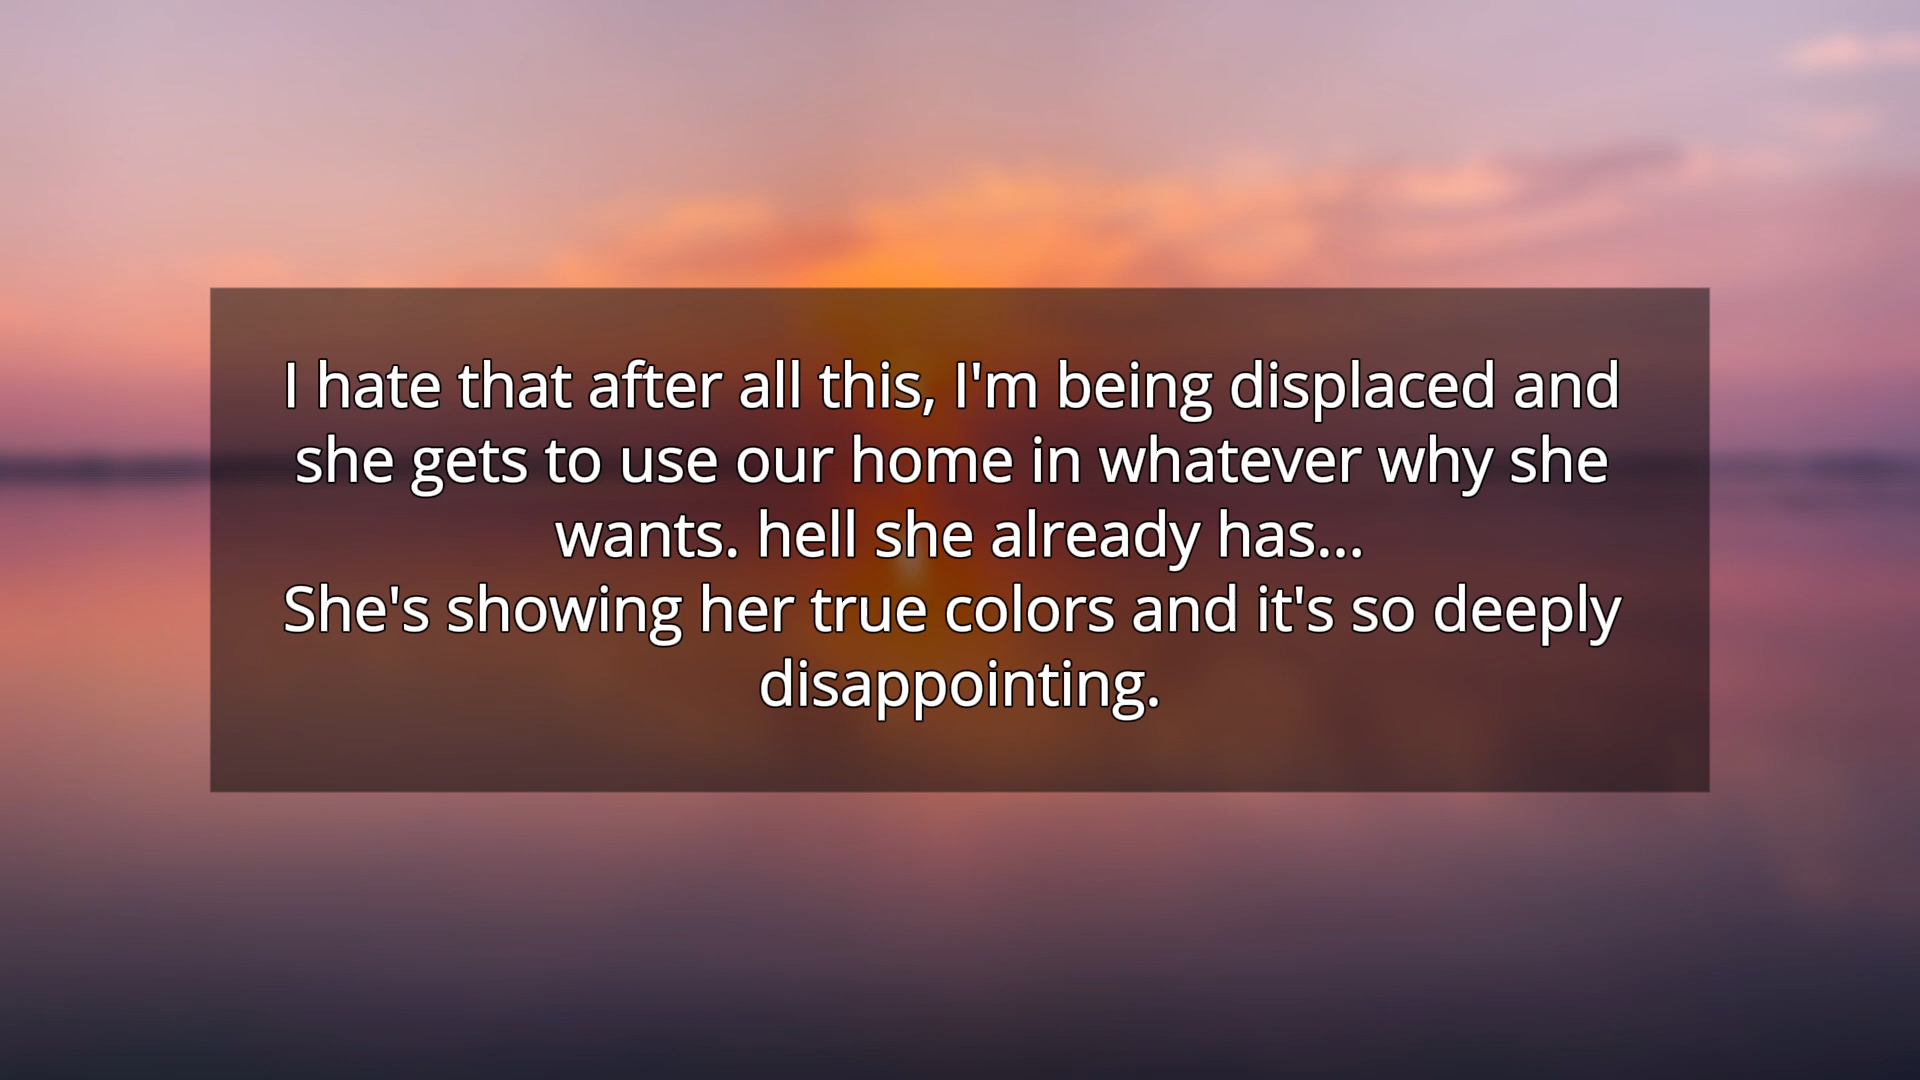 I hate that after all this, I'm being displaced and
she gets to use our home in whatever why she
wants. hell she already has...
She's showing her true colors and it's so deeply
disappointing.